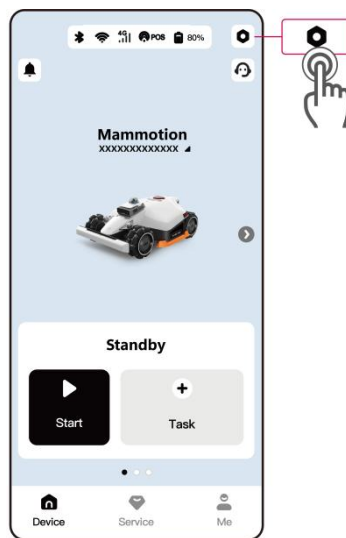 4G POS 80%
Mammotion
XXXXXXXXXXXXX
Standby
Start Task
Device Service Me